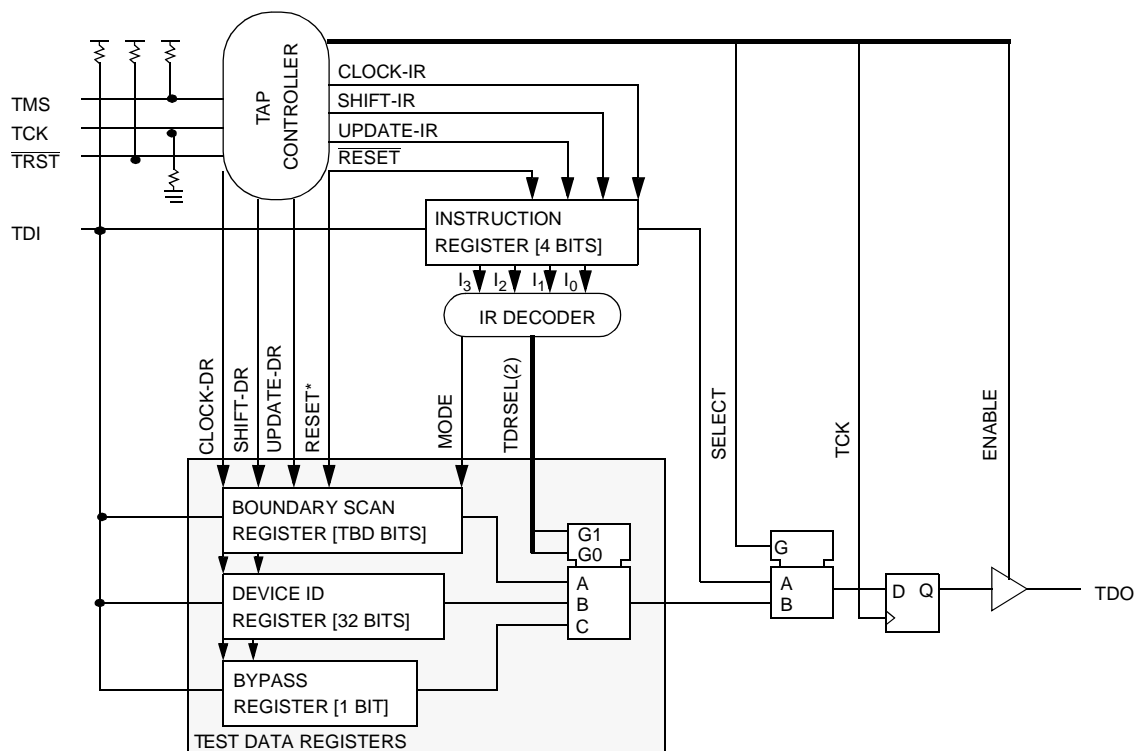 TAP
CONTROLLER
CLOCK-IR
SHIFT-IR
UPDATE-IR
RESET
TMS
TCK
TRST
TDI
INSTRUCTION
REGISTER [4 BITS]
I3 I2 I1 I0
IR DECODER
CLOCK-DR
SHIFT-DR
UPDATE-DR
RESET*
MODE
TDRSEL(2)
SELECT
TCK
ENABLE
BOUNDARY SCAN
REGISTER [TBD BITS]
G1
G0
G
DEVICE ID
REGISTER [32 BITS]
A
B
C
A
B
D Q
TDO
BYPASS
REGISTER [1 BIT]
TEST DATA REGISTERS